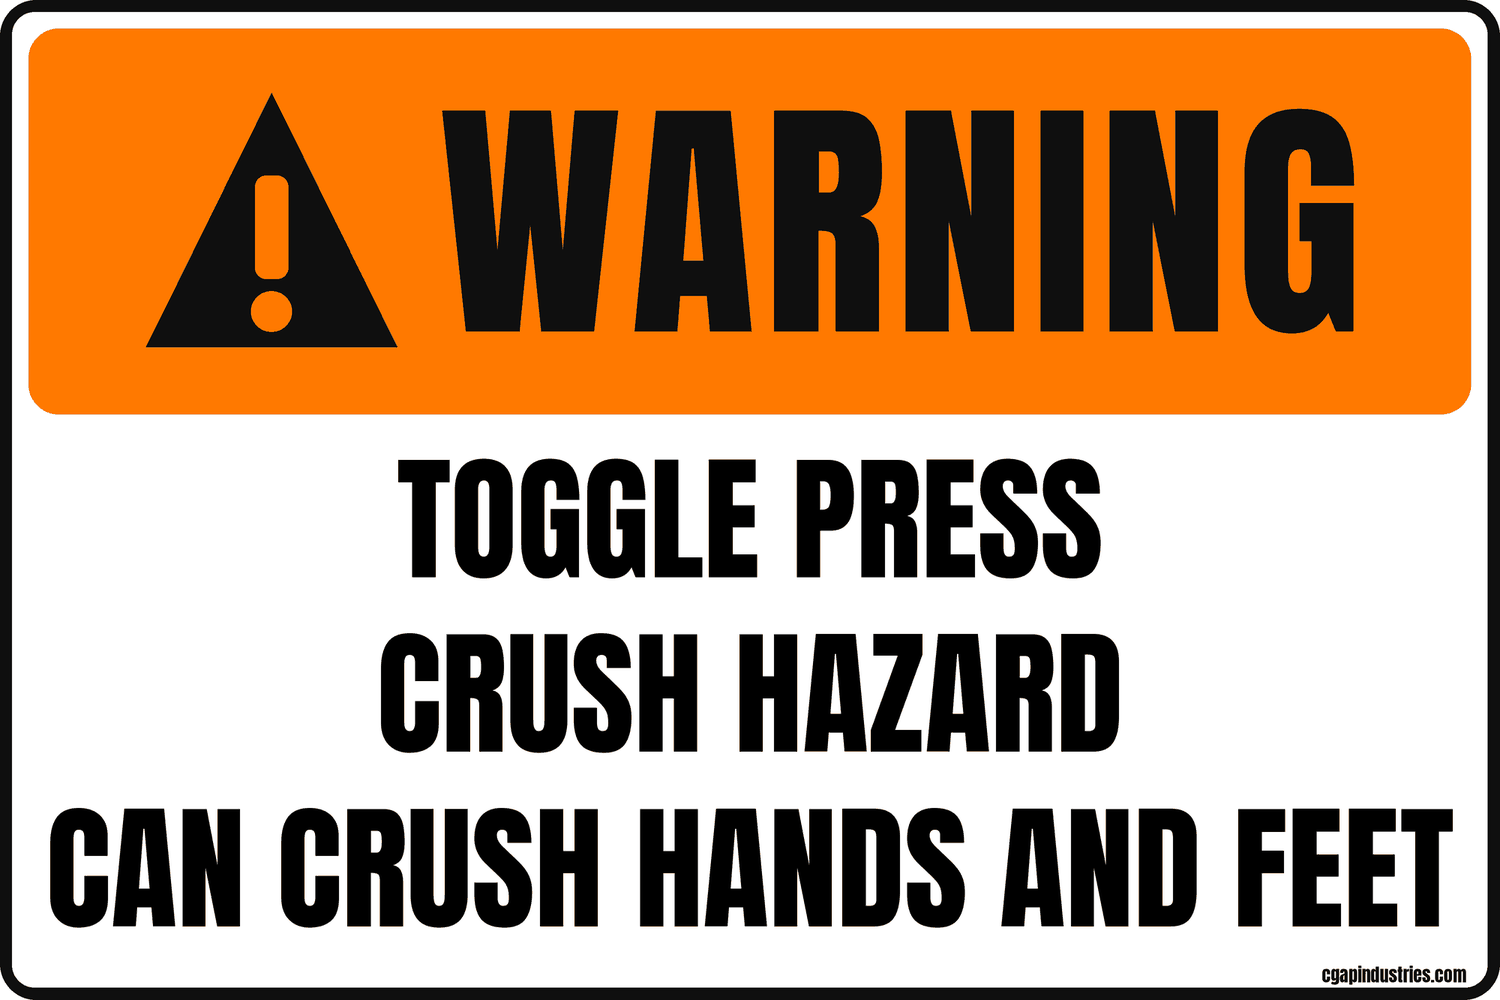 WARNING
TOGGLE PRESS
CRUSH HAZARD
CAN CRUSH HANDS AND FEET
cgapindustries.com